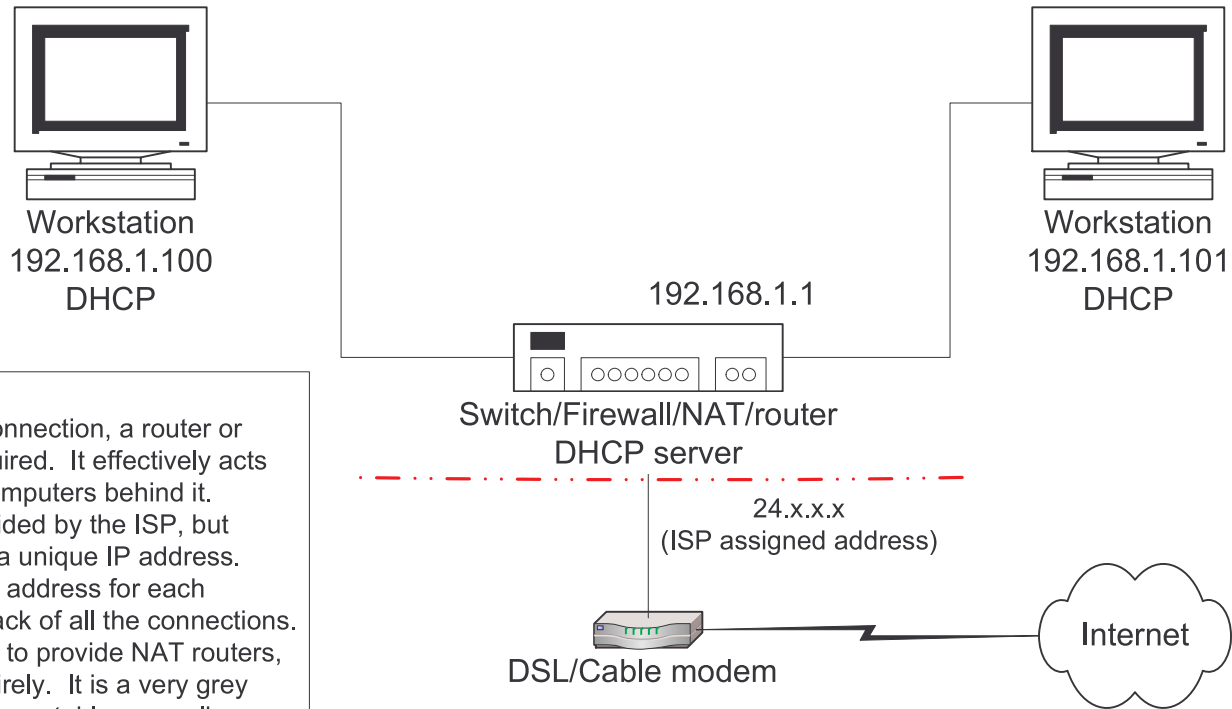 Workstation
192.168.1.100
DHCP
Workstation
192.168.1.101
DHCP
192.168.1.1
Switch/Firewall/NAT/router
DHCP server
24.x.x.x
(ISP assigned address)
DSL/Cable modem
Internet
onnection, a router or
uired. It effectively acts
omputers behind it.
vided by the ISP, but
a unique IP address.
address for each
ack of all the connections.
to provide NAT routers,
irely. It is a very grey